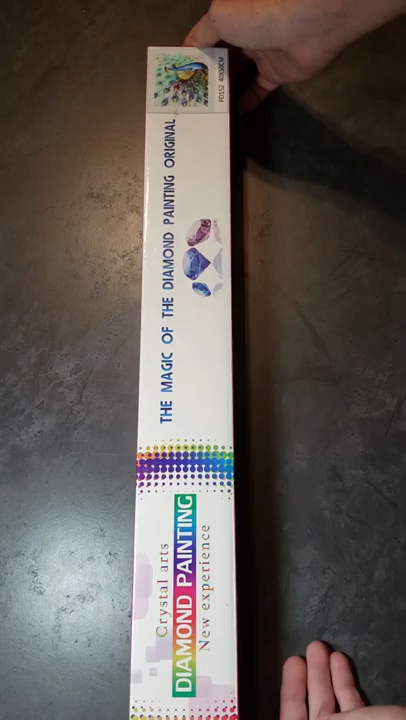 Crystal arts
DIAMOND PAINTING
New experience
THE MAGIC OF THE DIAMOND PAINTING ORIGINAL
PD152 40X50CM